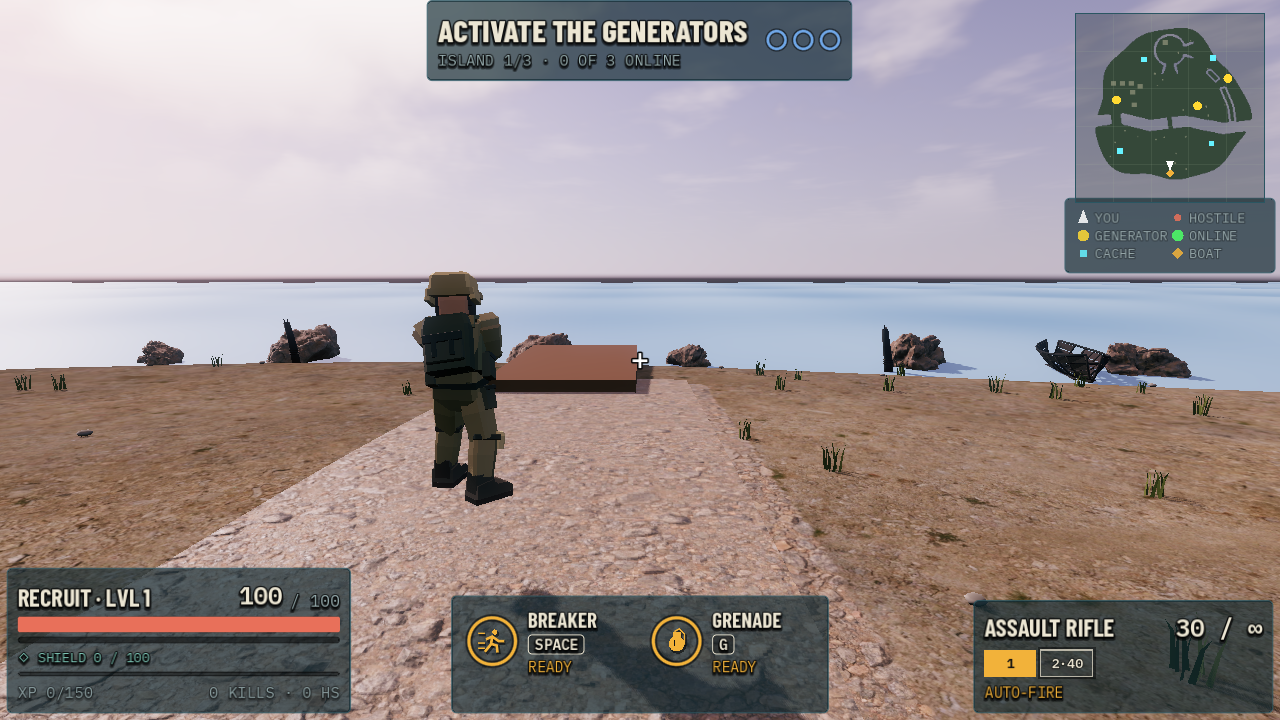 ACTIVATE THE GENERATORS
ISLAND 1/3 · 0 OF 3 ONLINE
YOU
HOSTILE
GENERATOR
ONLINE
CACHE
BOAT
RECRUIT · LVL 1
100 / 100
SHIELD 0 / 100
XP 0/150
0 KILLS · 0 HS
BREAKER
SPACE
READY
GRENADE
G
READY
ASSAULT RIFLE
30 / ∞
1
2·40
AUTO-FIRE